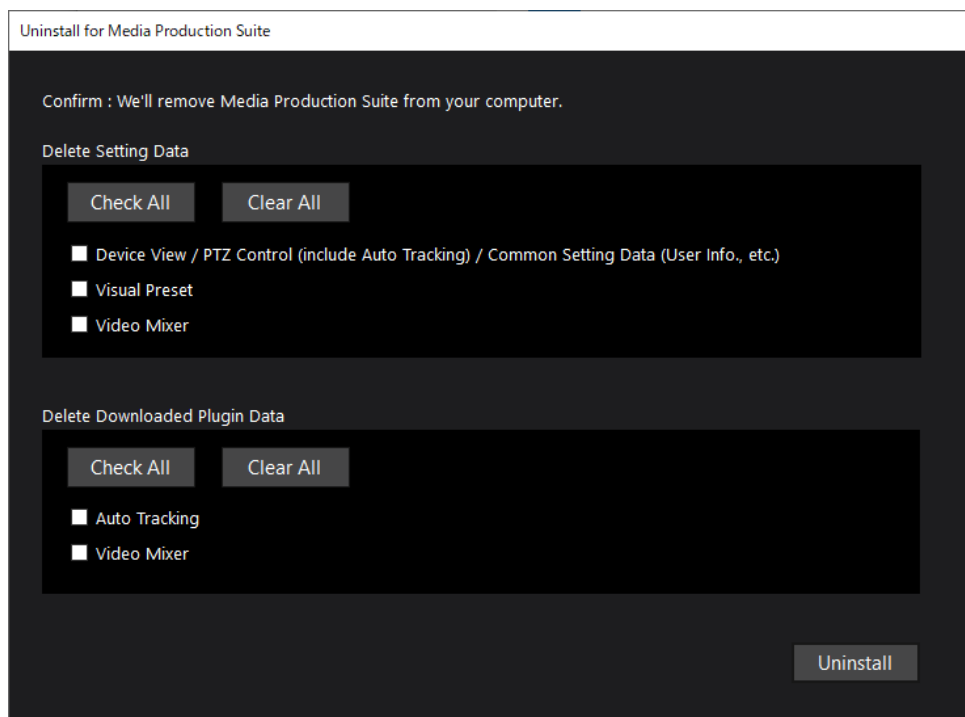 Uninstall for Media Production Suite
Confirm : We'll remove Media Production Suite from your computer.
Delete Setting Data
Check All Clear All
Device View / PTZ Control (include Auto Tracking) / Common Setting Data (User Info., etc.)
Visual Preset
Video Mixer
Delete Downloaded Plugin Data
Check All Clear All
Auto Tracking
Video Mixer
Uninstall